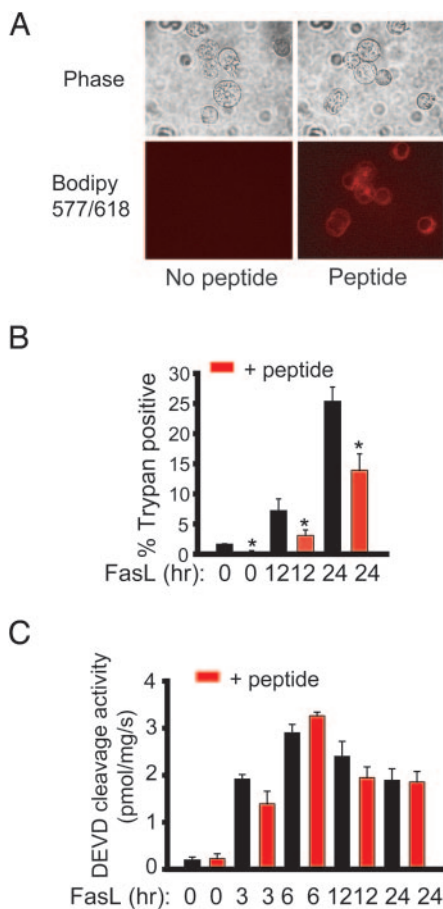 A
Phase
Bodipy
577/618
No peptide
Peptide
B
+ peptide
% Trypan positive
30
25
20
15
10
5
0
*
*
*
FasL (hr): 0 0 12 12 24 24
C
+ peptide
DEVD cleavage activity
(pmol/mg/s)
4
3
2
1
0
FasL (hr) 0 0 3 3 6 6 12 12 24 24